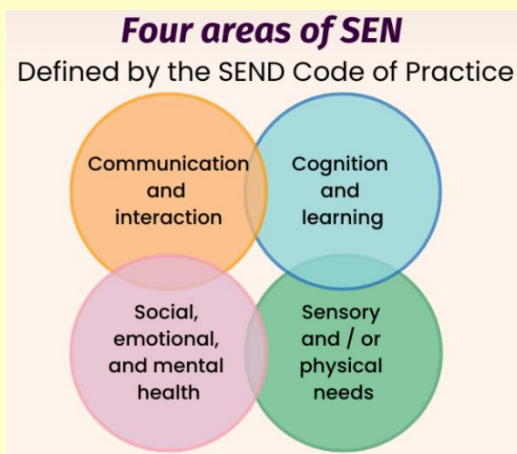 Four areas of SEN
Defined by the SEND Code of Practice
Communication
and
interaction
Cognition
and
learning
Social,
emotional,
and mental
health
Sensory
and / or
physical
needs